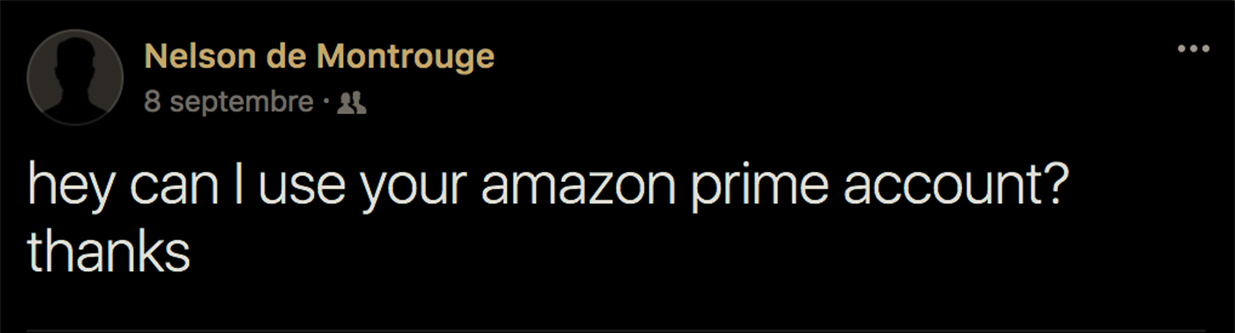 Nelson de Montrouge
8 septembre ·
hey can I use your amazon prime account?
thanks